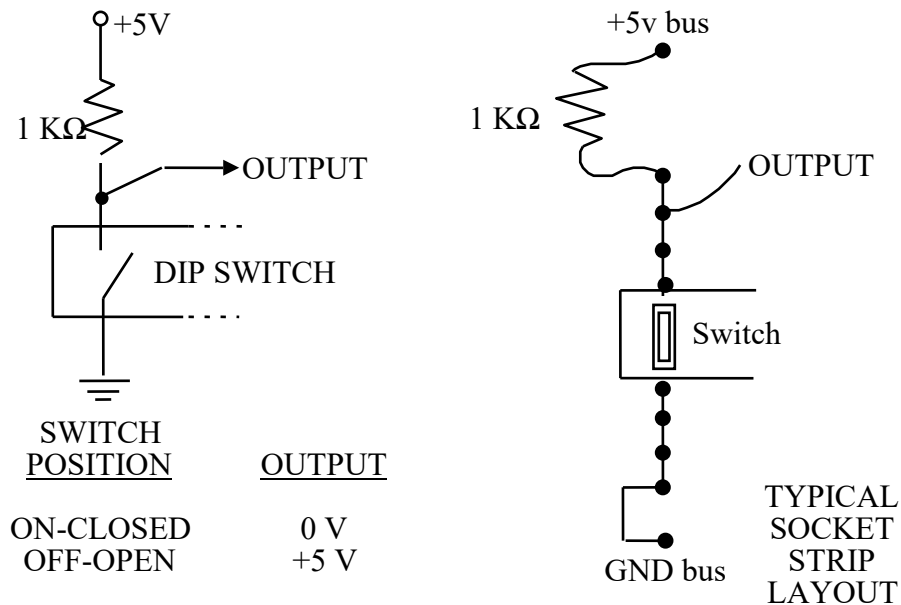 +5V
1 KΩ
OUTPUT
DIP SWITCH
SWITCH
POSITION OUTPUT
ON-CLOSED 0 V
OFF-OPEN +5 V
+5v bus
1 KΩ
OUTPUT
Switch
GND bus
TYPICAL
SOCKET
STRIP
LAYOUT